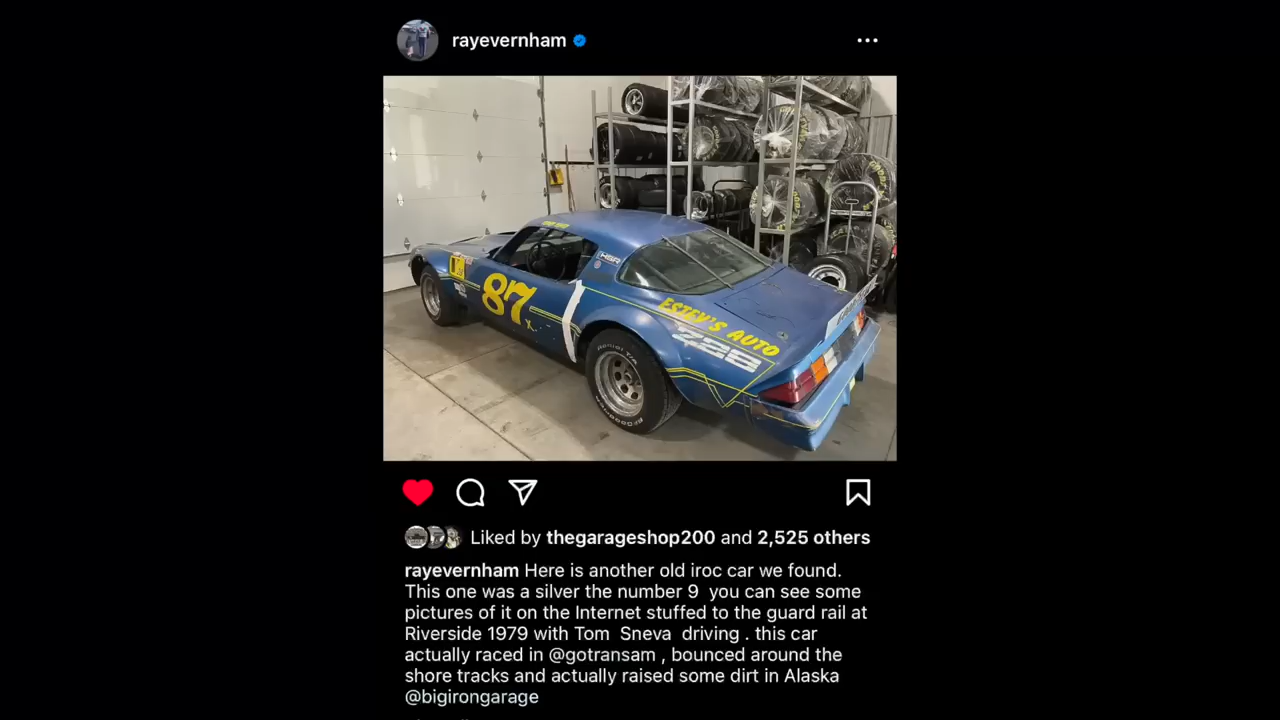 rayevernham
HSR
87
X
ESTEY'S AUTO
Z28
Liked by thegarageshop200 and 2,525 others
rayevernham Here is another old iroc car we found.
This one was a silver the number 9 you can see some
pictures of it on the Internet stuffed to the guard rail at
Riverside 1979 with Tom Sneva driving . this car
actually raced in @gotransam , bounced around the
shore tracks and actually raised some dirt in Alaska
@bigirongarage